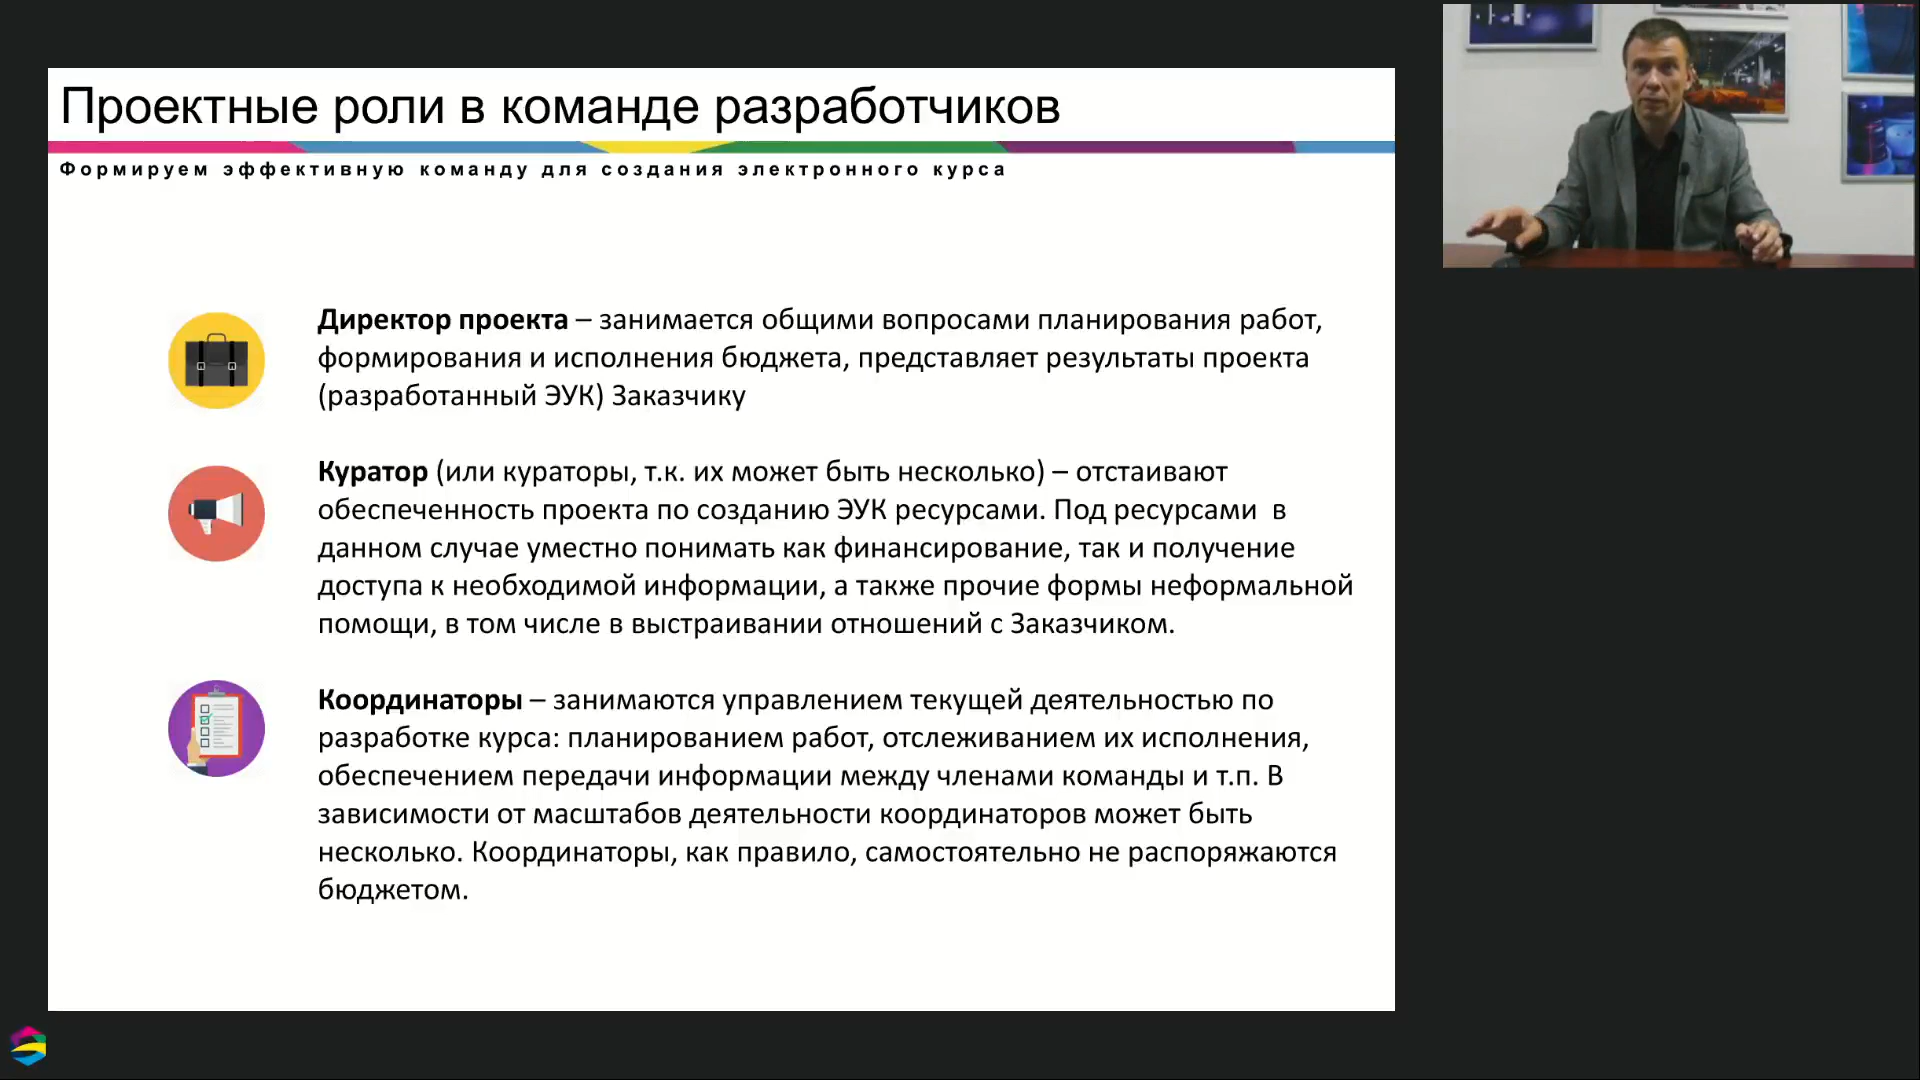 Проектные роли в команде разработчиков
Формируем эффективную команду для создания электронного курса
Директор проекта – занимается общими вопросами планирования работ,
формирования и исполнения бюджета, представляет результаты проекта
(разработанный ЭУК) Заказчику
Куратор (или кураторы, т.к. их может быть несколько) – отстаивают
обеспеченность проекта по созданию ЭУК ресурсами. Под ресурсами  в
данном случае уместно понимать как финансирование, так и получение
доступа к необходимой информации, а также прочие формы неформальной
помощи, в том числе в выстраивании отношений с Заказчиком.
Координаторы – занимаются управлением текущей деятельностью по
разработке курса: планированием работ, отслеживанием их исполнения,
обеспечением передачи информации между членами команды и т.п. В
зависимости от масштабов деятельности координаторов может быть
несколько. Координаторы, как правило, самостоятельно не распоряжаются
бюджетом.